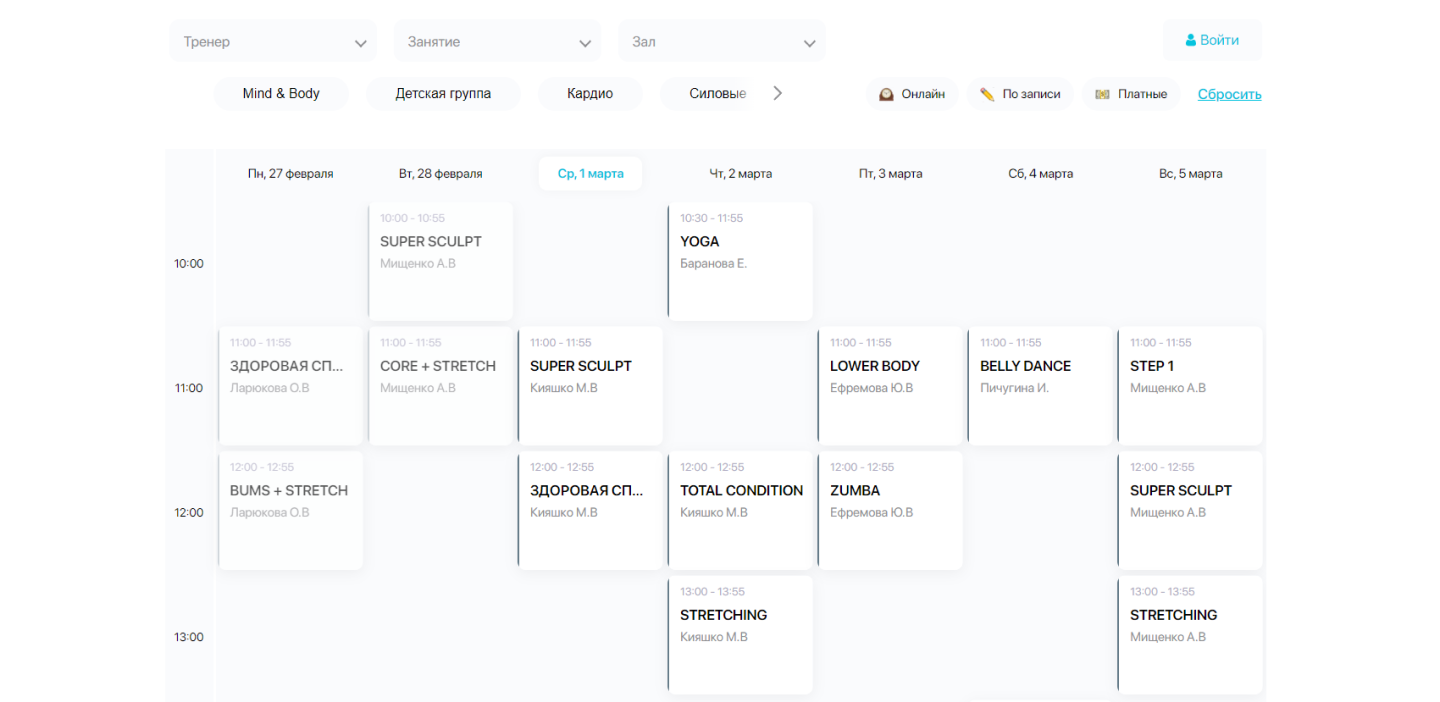 Тренер
Занятие
Зал
Войти
Mind & Body
Детская группа
Кардио
Силовые
Онлайн
По записи
Платные
Сбросить
Пн, 27 февраля
Вт, 28 февраля
Ср, 1 марта
Чт, 2 марта
Пт, 3 марта
Сб, 4 марта
Вс, 5 марта
10:00
10:00 - 10:55
SUPER SCULPT
Мищенко А.В
10:30 - 11:55
YOGA
Баранова Е.
11:00
11:00 - 11:55
ЗДОРОВАЯ СП...
Ларюкова О.В
11:00 - 11:55
CORE + STRETCH
Мищенко А.В
11:00 - 11:55
SUPER SCULPT
Кияшко М.В
11:00 - 11:55
LOWER BODY
Ефремова Ю.В
11:00 - 11:55
BELLY DANCE
Пичугина И.
11:00 - 11:55
STEP 1
Мищенко А.В
12:00
12:00 - 12:55
BUMS + STRETCH
Ларюкова О.В
12:00 - 12:55
ЗДОРОВАЯ СП...
Кияшко М.В
12:00 - 12:55
TOTAL CONDITION
Кияшко М.В
12:00 - 12:55
ZUMBA
Ефремова Ю.В
12:00 - 12:55
SUPER SCULPT
Мищенко А.В
13:00
13:00 - 13:55
STRETCHING
Кияшко М.В
13:00 - 13:55
STRETCHING
Мищенко А.В